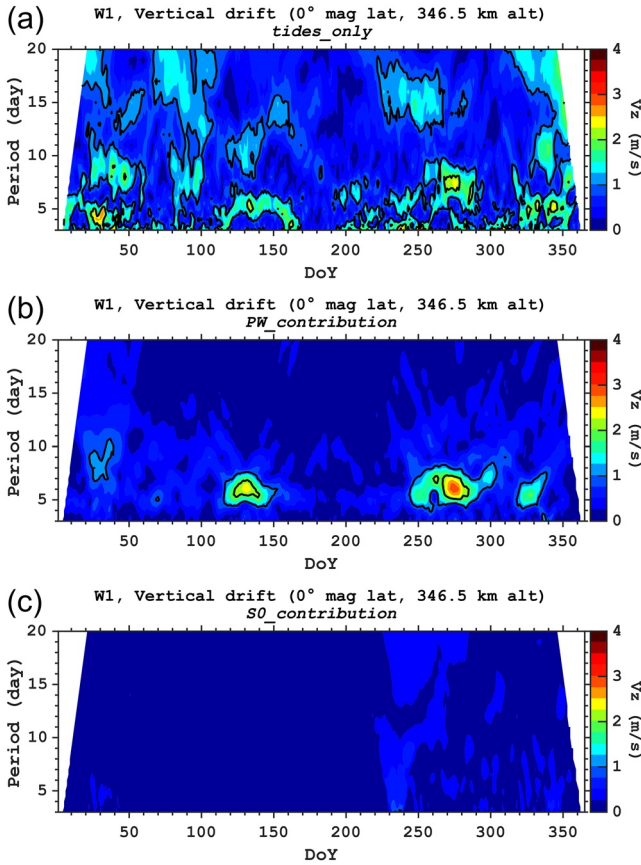 (a)
W1, Vertical drift (0° mag lat, 346.5 km alt)
tides_only
20
15
10
5
Period (day)
50 100 150 200 250 300 350
DoY
4
3
2
1
0
Vz (m/s)
(b)
W1, Vertical drift (0° mag lat, 346.5 km alt)
PW_contribution
20
15
10
5
Period (day)
50 100 150 200 250 300 350
DoY
4
3
2
1
0
Vz (m/s)
(c)
W1, Vertical drift (0° mag lat, 346.5 km alt)
S0_contribution
20
15
10
5
Period (day)
50 100 150 200 250 300 350
DoY
4
3
2
1
0
Vz (m/s)